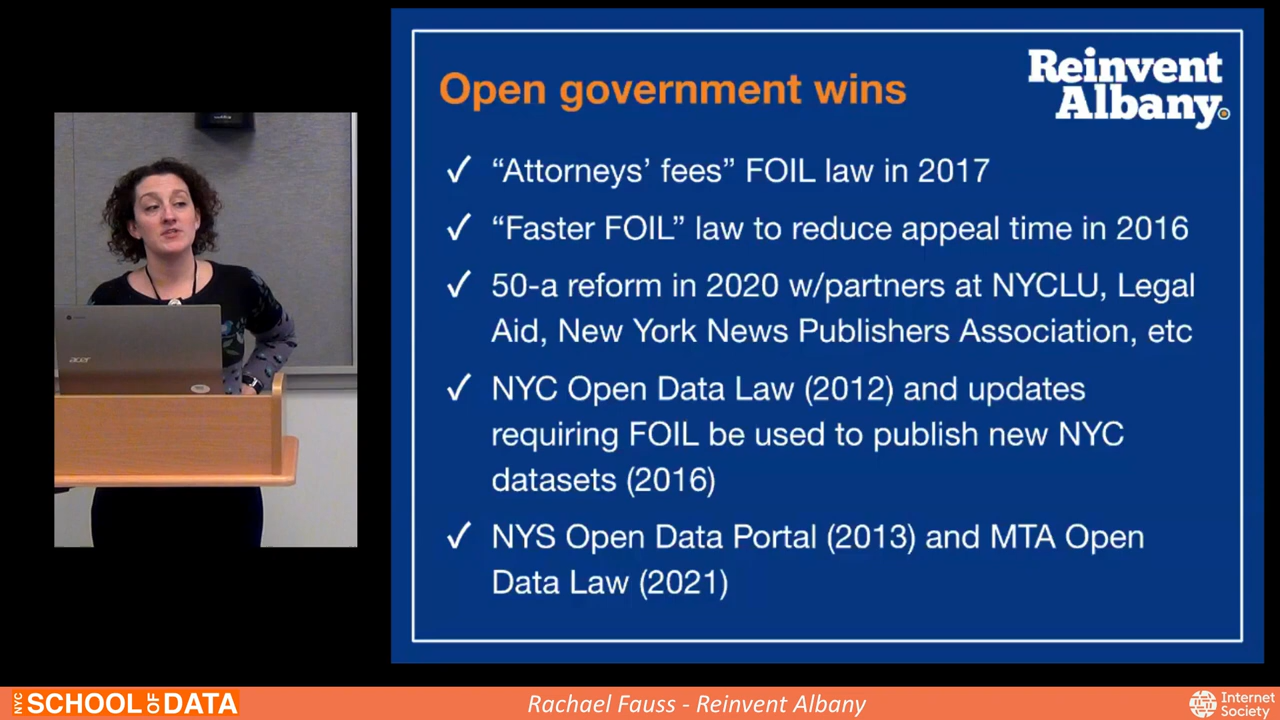 Open government wins
Reinvent
Albany
✓ “Attorneys’ fees” FOIL law in 2017
✓ “Faster FOIL” law to reduce appeal time in 2016
✓ 50-a reform in 2020 w/partners at NYCLU, Legal
Aid, New York News Publishers Association, etc
✓ NYC Open Data Law (2012) and updates
requiring FOIL be used to publish new NYC
datasets (2016)
✓ NYS Open Data Portal (2013) and MTA Open
Data Law (2021)
acer
NYC SCHOOL OF DATA
Rachael Fauss - Reinvent Albany
Internet
Society